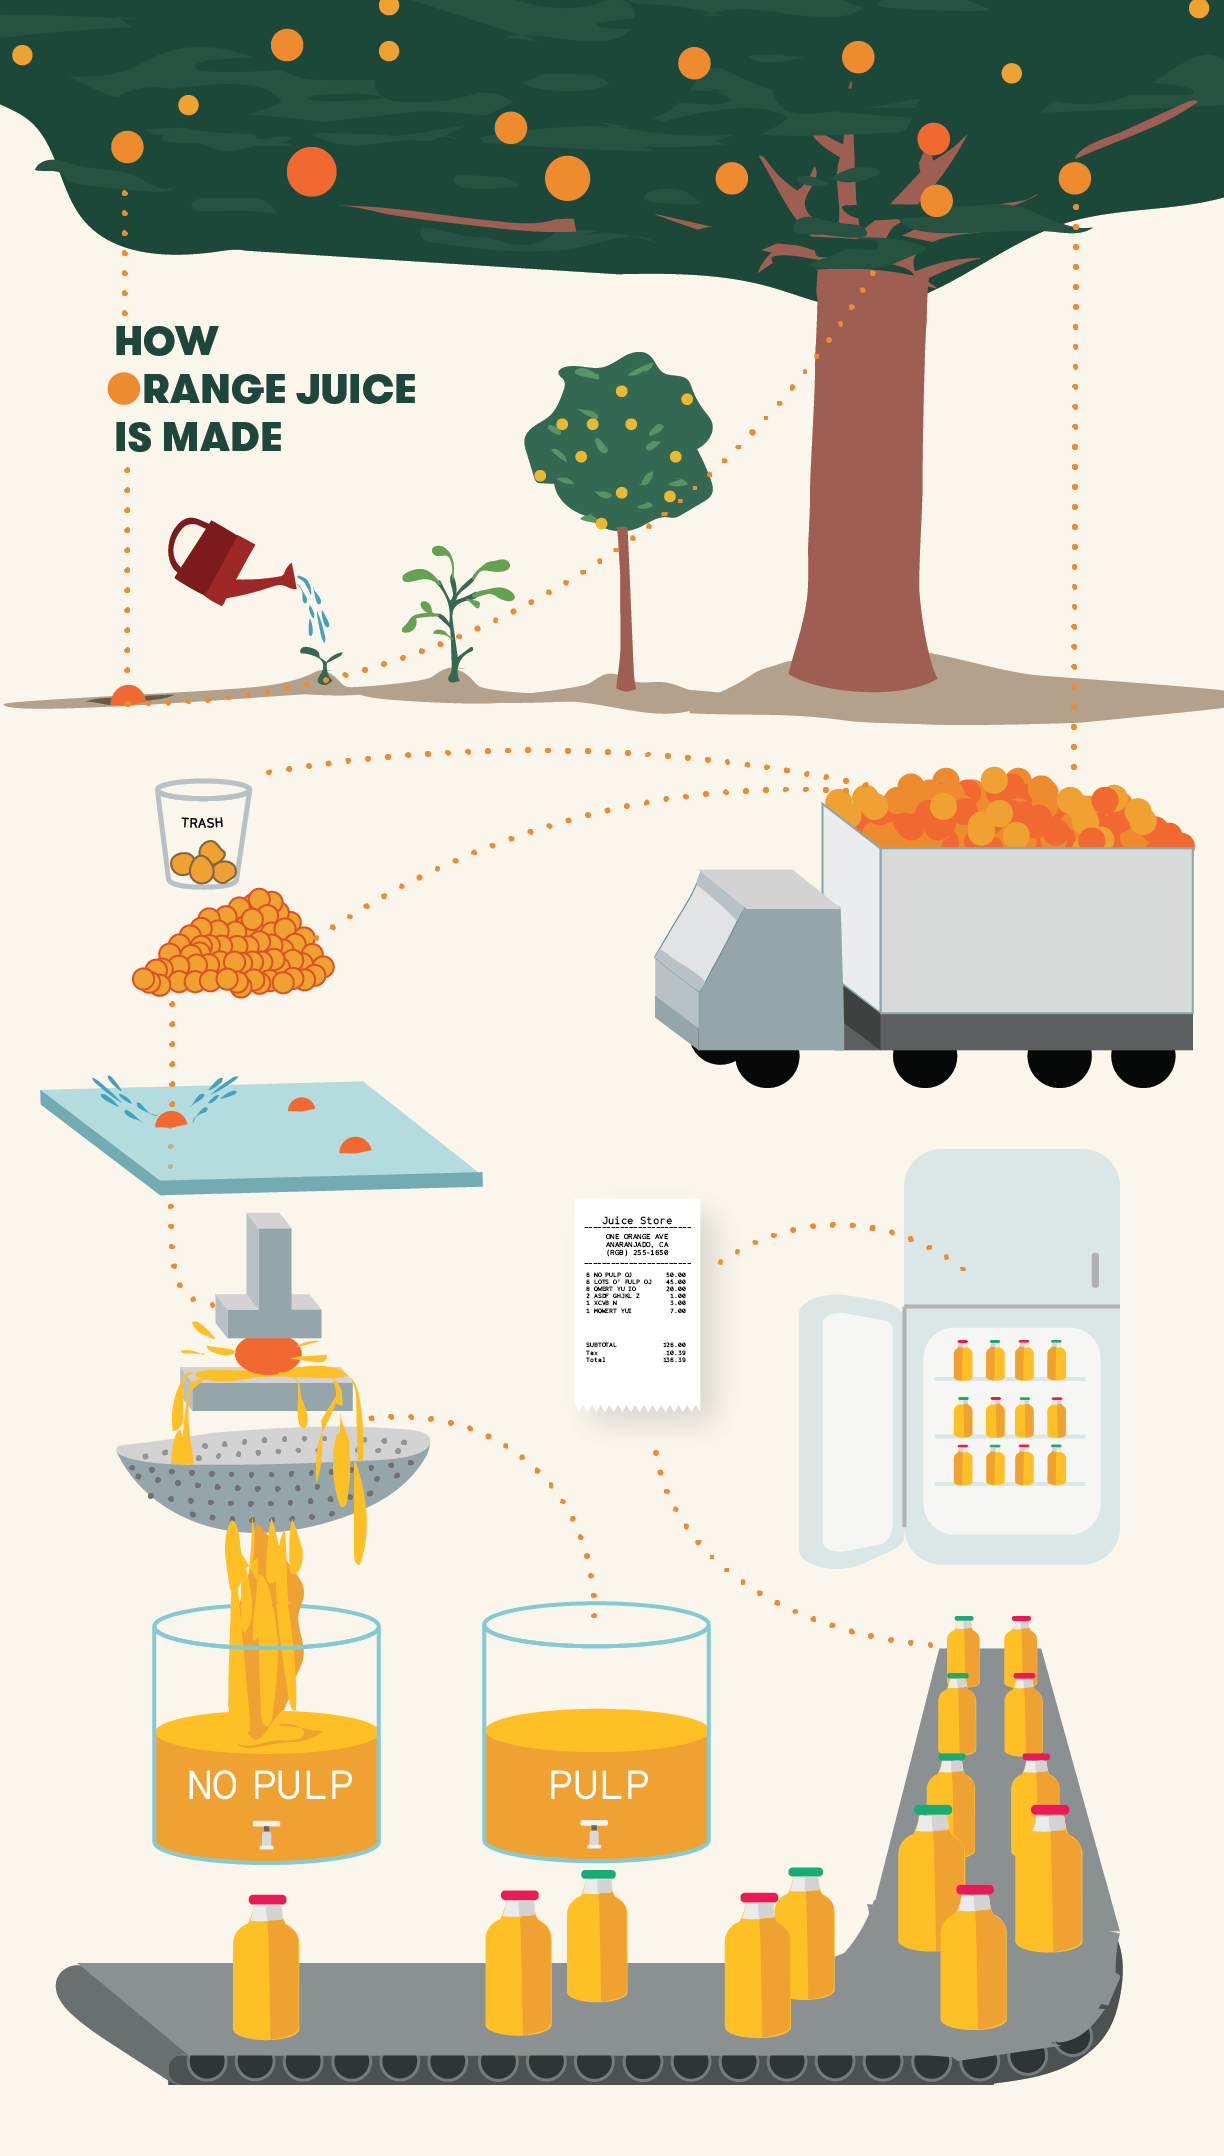 HOW
ORANGE JUICE
IS MADE
TRASH
Juice Store
ONE ORANGE AVE
ANARANJADO, CA
(RGB) 255-1850
6 NO PULP OJ 50.00
6 LOTS O' PULP OJ 45.00
8 QWERT YU IO 20.00
2 ASDF GHJKL Z 1.00
1 XCVB N 3.00
1 MQWERT YUI 7.00
SUBTOTAL 126.00
Tax 10.39
Total 136.39
NO PULP
PULP